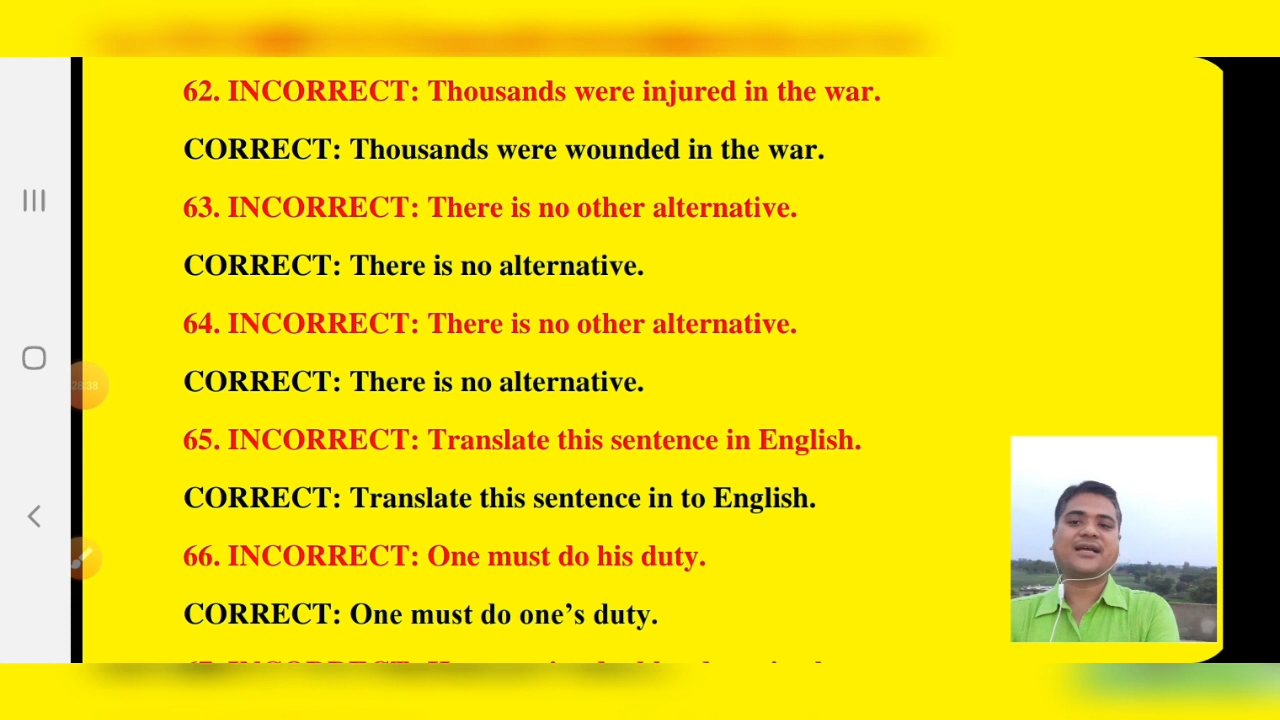 62. INCORRECT: Thousands were injured in the war.
CORRECT: Thousands were wounded in the war.
63. INCORRECT: There is no other alternative.
CORRECT: There is no alternative.
64. INCORRECT: There is no other alternative.
CORRECT: There is no alternative.
28:38
65. INCORRECT: Translate this sentence in English.
CORRECT: Translate this sentence in to English.
66. INCORRECT: One must do his duty.
CORRECT: One must do one’s duty.